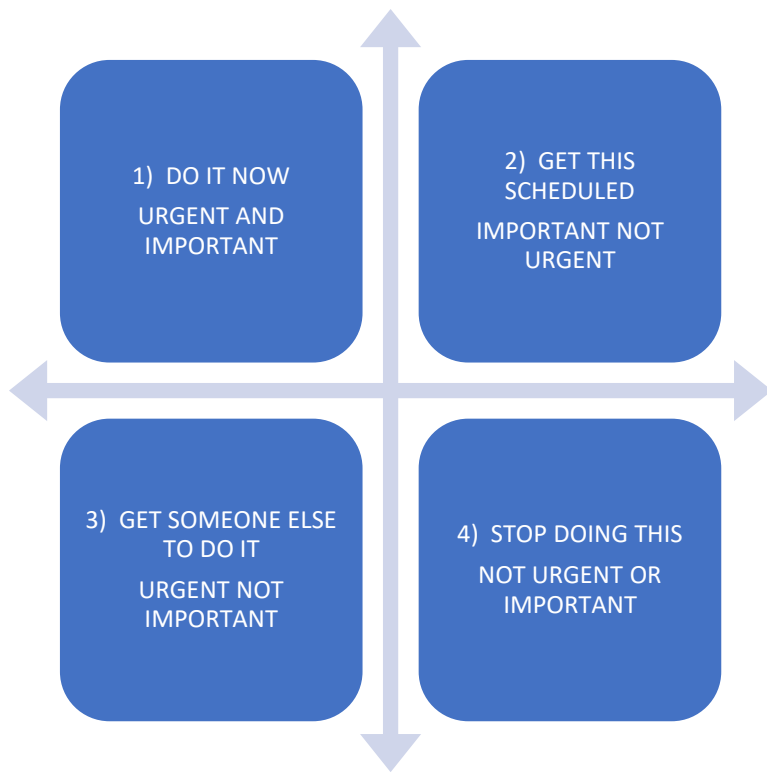 1) DO IT NOW
URGENT AND
IMPORTANT
2) GET THIS
SCHEDULED
IMPORTANT NOT
URGENT
3) GET SOMEONE ELSE
TO DO IT
URGENT NOT
IMPORTANT
4) STOP DOING THIS
NOT URGENT OR
IMPORTANT